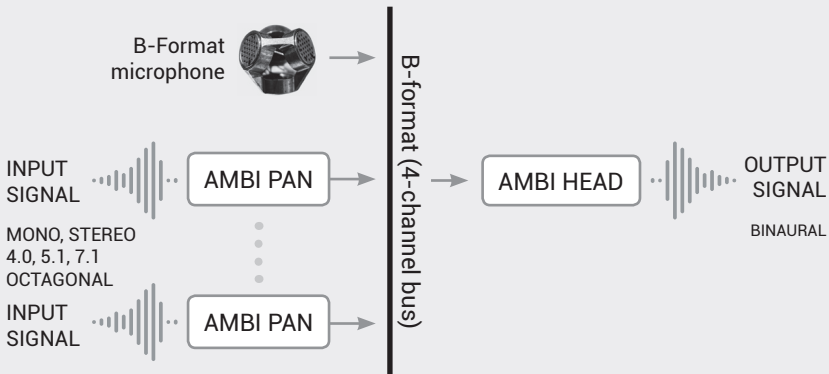 B-Format
microphone
INPUT
SIGNAL
AMBI PAN
MONO, STEREO
4.0, 5.1, 7.1
OCTAGONAL
INPUT
SIGNAL
AMBI PAN
B-format (4-channel bus)
AMBI HEAD
OUTPUT
SIGNAL
BINAURAL